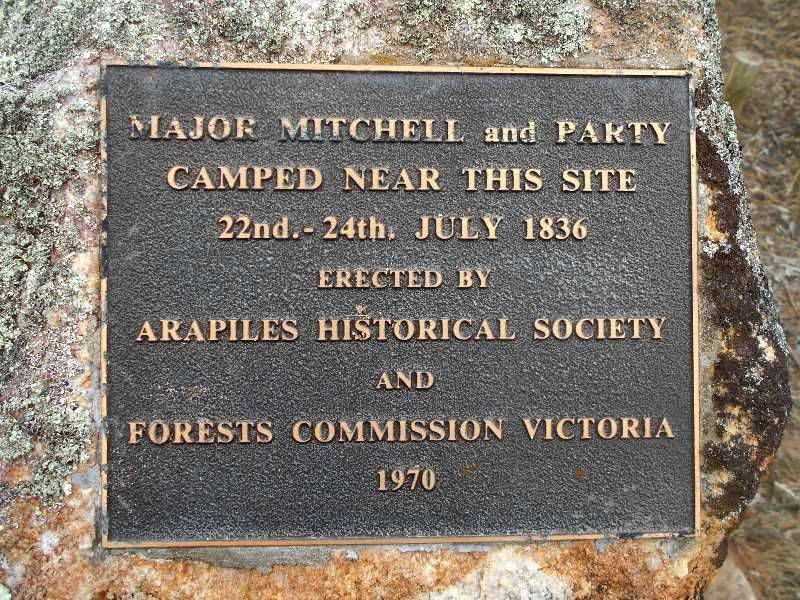 MAJOR MITCHELL and PARTY
CAMPED NEAR THIS SITE
22nd.-24th. JULY 1836
ERECTED BY
ARAPILES HISTORICAL SOCIETY
AND
FORESTS COMMISSION VICTORIA
1970